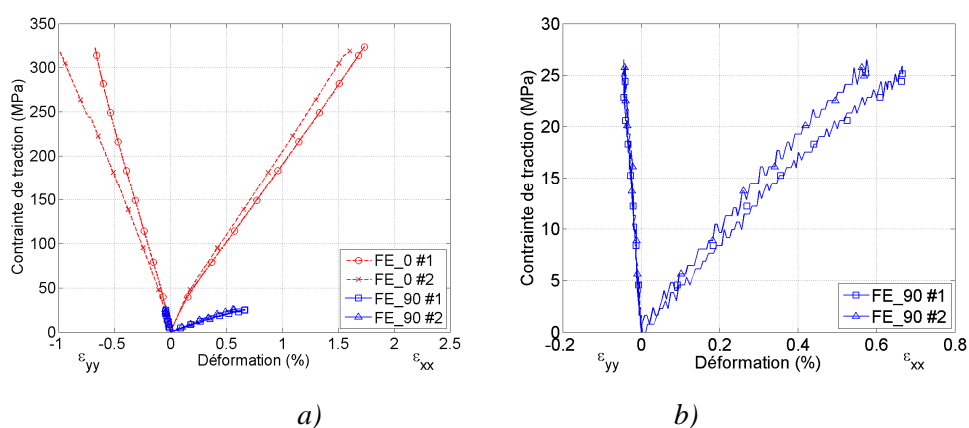 350
300
250
200
150
100
50
0
Contrainte de traction (MPa)
-1 -0.5 0 0.5 1 1.5 2 2.5
ε_yy Déformation (%) ε_xx
FE_0 #1
FE_0 #2
FE_90 #1
FE_90 #2
a)
30
25
20
15
10
5
0
Contrainte de traction (MPa)
-0.2 0 0.2 0.4 0.6 0.8
ε_yy Déformation (%) ε_xx
FE_90 #1
FE_90 #2
b)